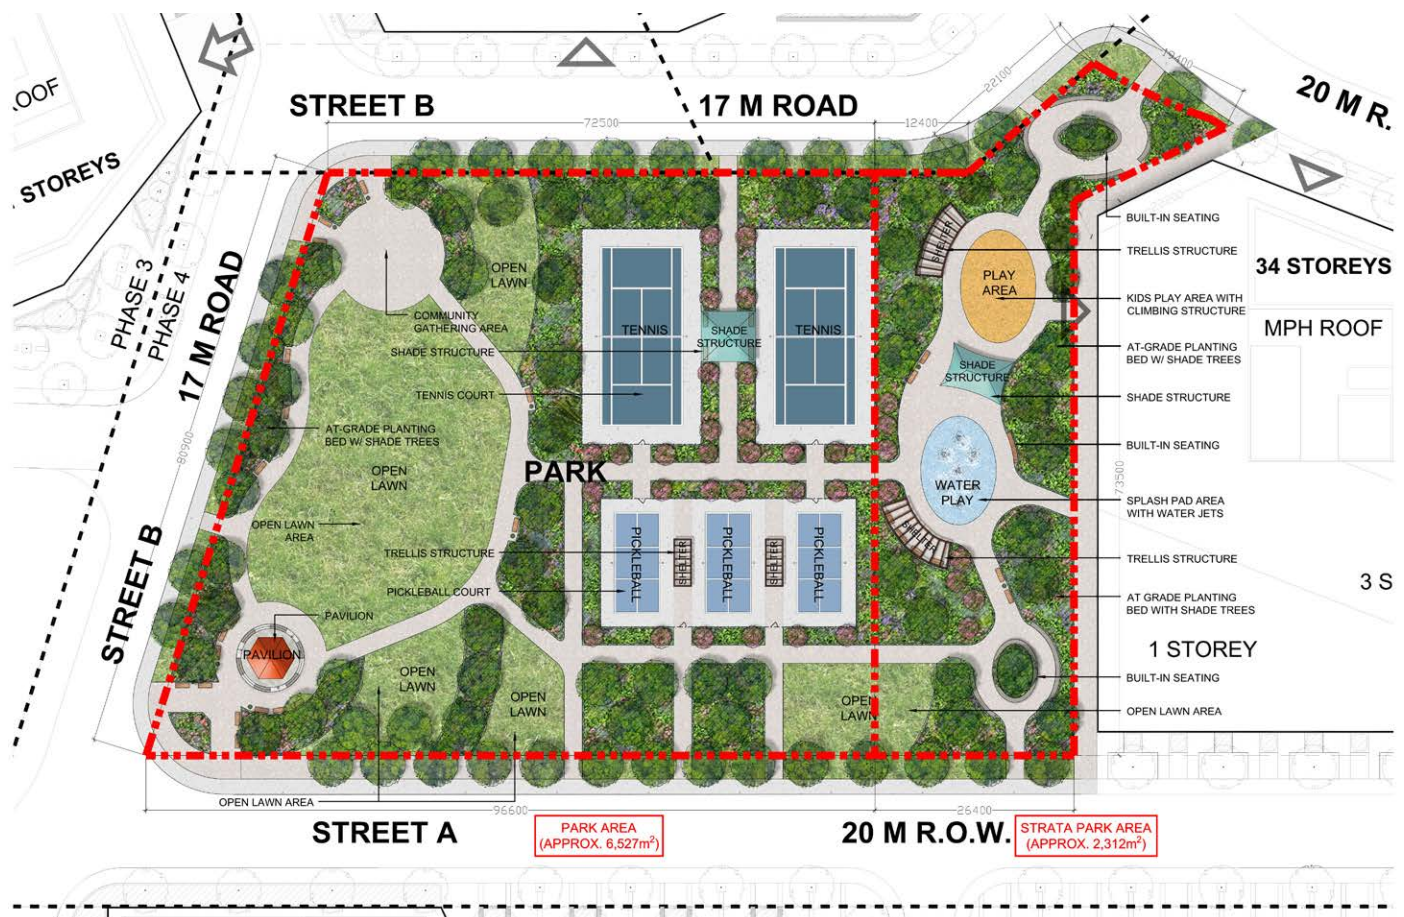 STREET B
17 M ROAD
20 M R.
OOF
STOREYS
PHASE 3
PHASE 4
17 M ROAD
STREET B
72500
12400
22100
19400
80900
73500
96600
26400
OPEN
LAWN
COMMUNITY
GATHERING AREA
SHADE STRUCTURE
TENNIS COURT
AT-GRADE PLANTING
BED W/ SHADE TREES
OPEN
LAWN
OPEN LAWN
AREA
TRELLIS STRUCTURE
PICKLEBALL COURT
PAVILION
PAVILION
OPEN
LAWN
OPEN
LAWN
OPEN LAWN AREA
TENNIS
SHADE
STRUCTURE
TENNIS
PARK
PICKLEBALL
SHELTER
PICKLEBALL
SHELTER
PICKLEBALL
OPEN
LAWN
SHELTER
PLAY
AREA
SHADE
STRUCTURE
WATER
PLAY
SHELTER
BUILT-IN SEATING
TRELLIS STRUCTURE
KIDS PLAY AREA WITH
CLIMBING STRUCTURE
AT-GRADE PLANTING
BED W/ SHADE TREES
SHADE STRUCTURE
BUILT-IN SEATING
SPLASH PAD AREA
WITH WATER JETS
TRELLIS STRUCTURE
AT GRADE PLANTING
BED WITH SHADE TREES
BUILT-IN SEATING
OPEN LAWN AREA
34 STOREYS
MPH ROOF
3 S
1 STOREY
STREET A
PARK AREA
(APPROX. 6,527m²)
20 M R.O.W.
STRATA PARK AREA
(APPROX. 2,312m²)